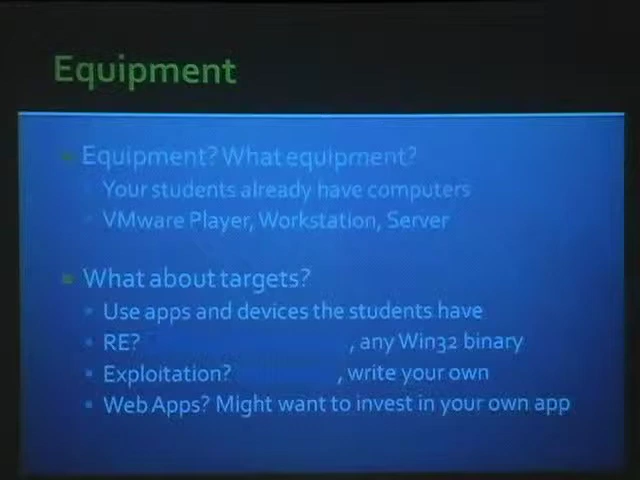 Equipment
Equipment? What equipment?
Your students already have computers
VMware Player, Workstation, Server
What about targets?
Use apps and devices the students have
RE? , any Win32 binary
Exploitation? , write your own
Web Apps? Might want to invest in your own app